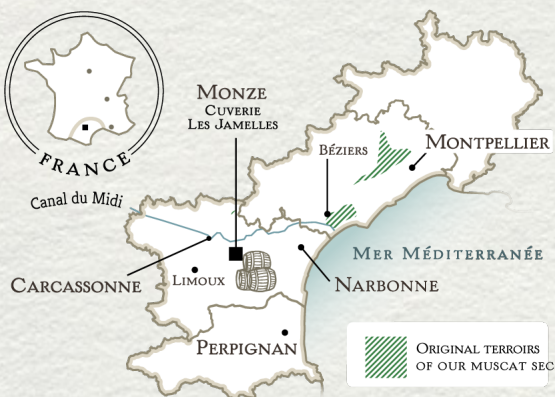 FRANCE
Monze
Cuverie
Les Jamelles
Béziers
Montpellier
Canal du Midi
Mer Méditerranée
Carcassonne
Limoux
Narbonne
Perpignan
Original terroirs
of our muscat sec